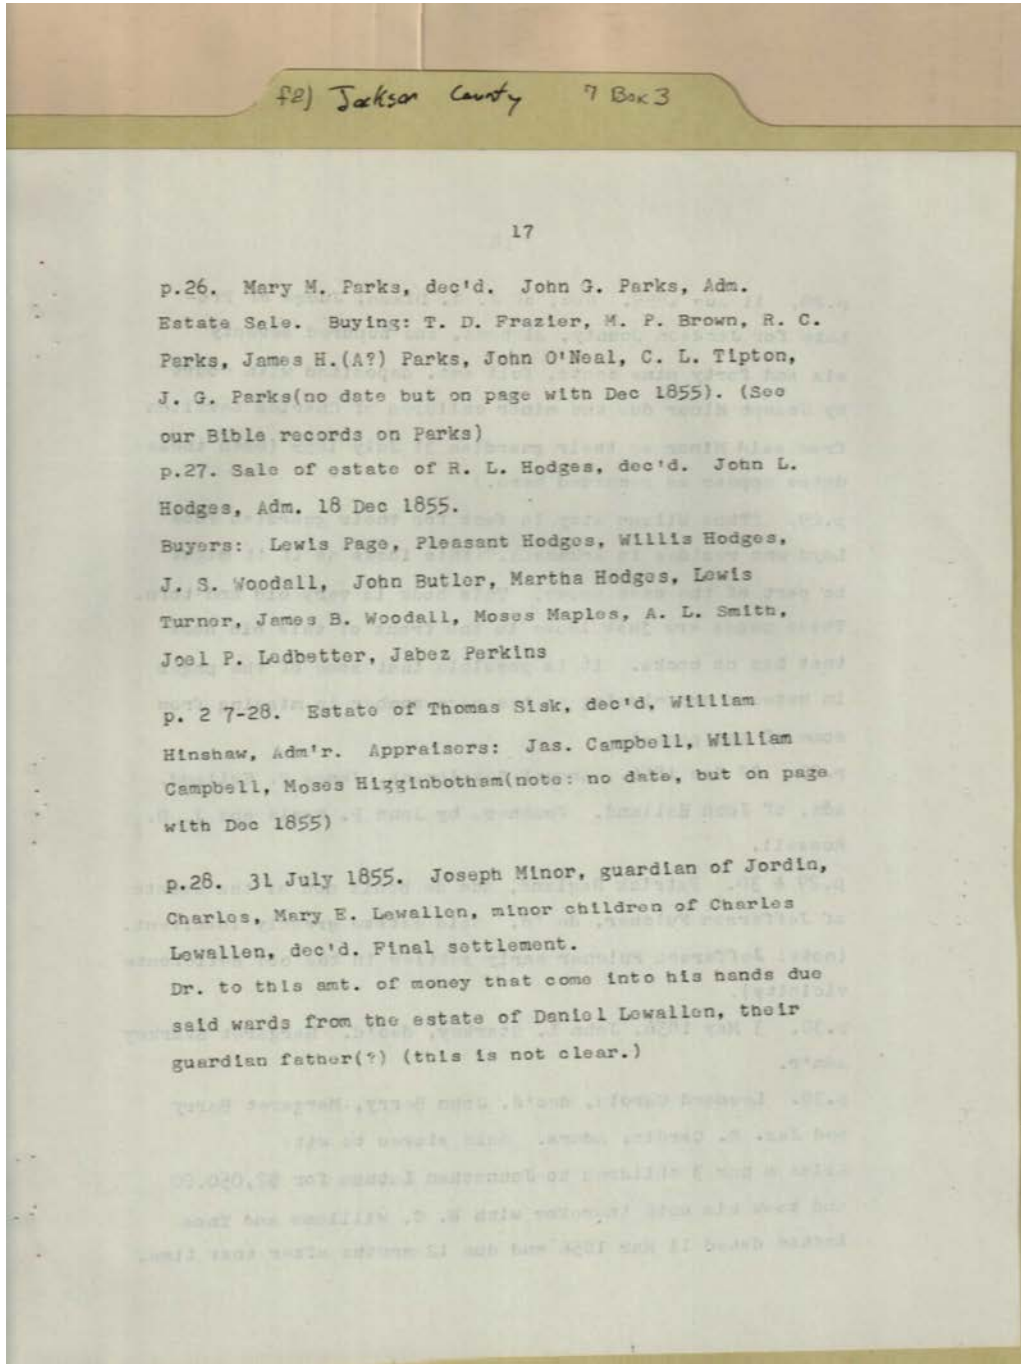 f2) Jackson County 7 Box 3
17
p.26. Mary M. Parks, dec'd. John G. Parks, Adm.
Estate Sale. Buying: T. D. Frazier, M. P. Brown, R. C.
Parks, James H.(A?) Parks, John O'Neal, C. L. Tipton,
J. G. Parks(no date but on page with Dec 1855). (See
our Bible records on Parks)
p.27. Sale of estate of R. L. Hodges, dec'd. John L.
Hodges, Adm. 18 Dec 1855.
Buyers: Lewis Page, Pleasant Hodges, Willis Hodges,
J. S. Woodall, John Butler, Martha Hodges, Lewis
Turner, James B. Woodall, Moses Maples, A. L. Smith,
Joel P. Ledbetter, Jabez Perkins
p. 2 7-28. Estate of Thomas Sisk, dec'd, William
Hinshaw, Adm'r. Appraisers: Jas. Campbell, William
Campbell, Moses Higginbotham(note: no date, but on page
with Dec 1855)
p.28. 31 July 1855. Joseph Minor, guardian of Jordin,
Charles, Mary E. Lewallen, minor children of Charles
Lewallen, dec'd. Final settlement.
Dr. to this amt. of money that come into his hands due
said wards from the estate of Daniel Lewallen, their
guardian father(?) (this is not clear.)